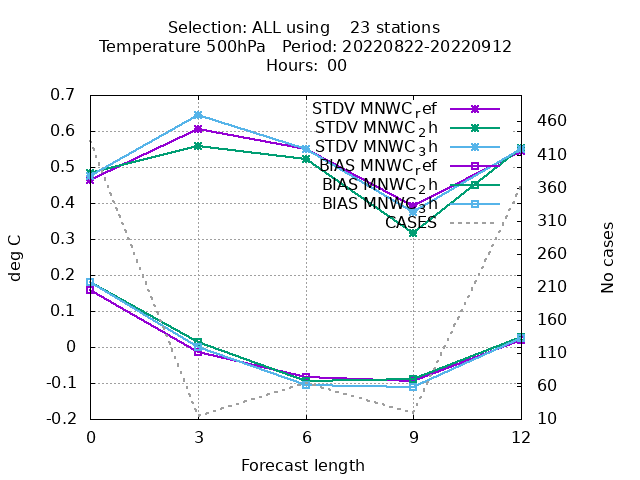 Selection: ALL using    23 stations
Temperature 500hPa   Period: 20220822-20220912
Hours:  00
STDV MNWC_ref
STDV MNWC_2h
STDV MNWC_3h
BIAS MNWC_ref
BIAS MNWC_2h
BIAS MNWC_3h
CASES
0.7
0.6
0.5
0.4
0.3
0.2
0.1
0
-0.1
-0.2
deg C
460
410
360
310
260
210
160
110
60
10
No cases
0 3 6 9 12
Forecast length